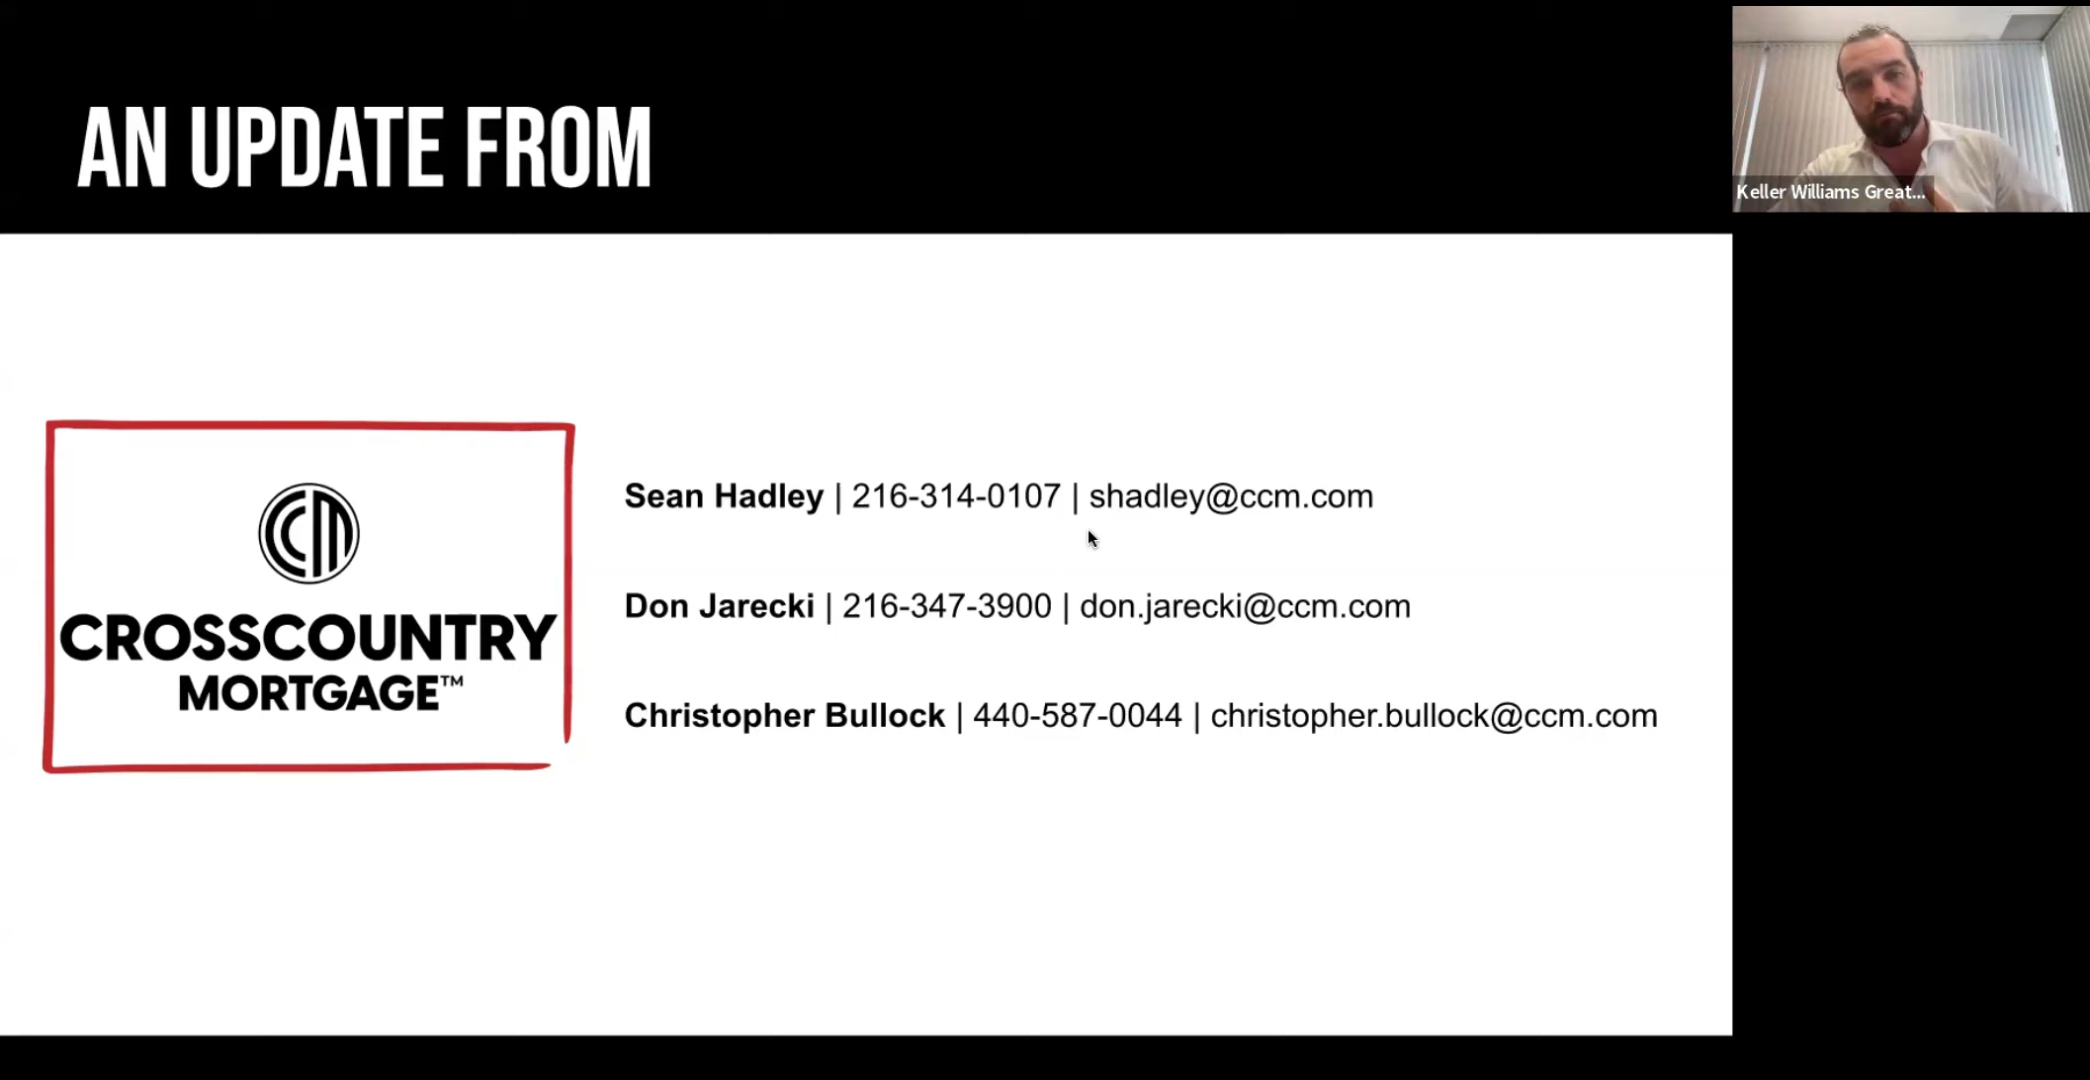 AN UPDATE FROM
Keller Williams Great...
CM
CROSSCOUNTRY
MORTGAGE™
Sean Hadley | 216-314-0107 | shadley@ccm.com
Don Jarecki | 216-347-3900 | don.jarecki@ccm.com
Christopher Bullock | 440-587-0044 | christopher.bullock@ccm.com